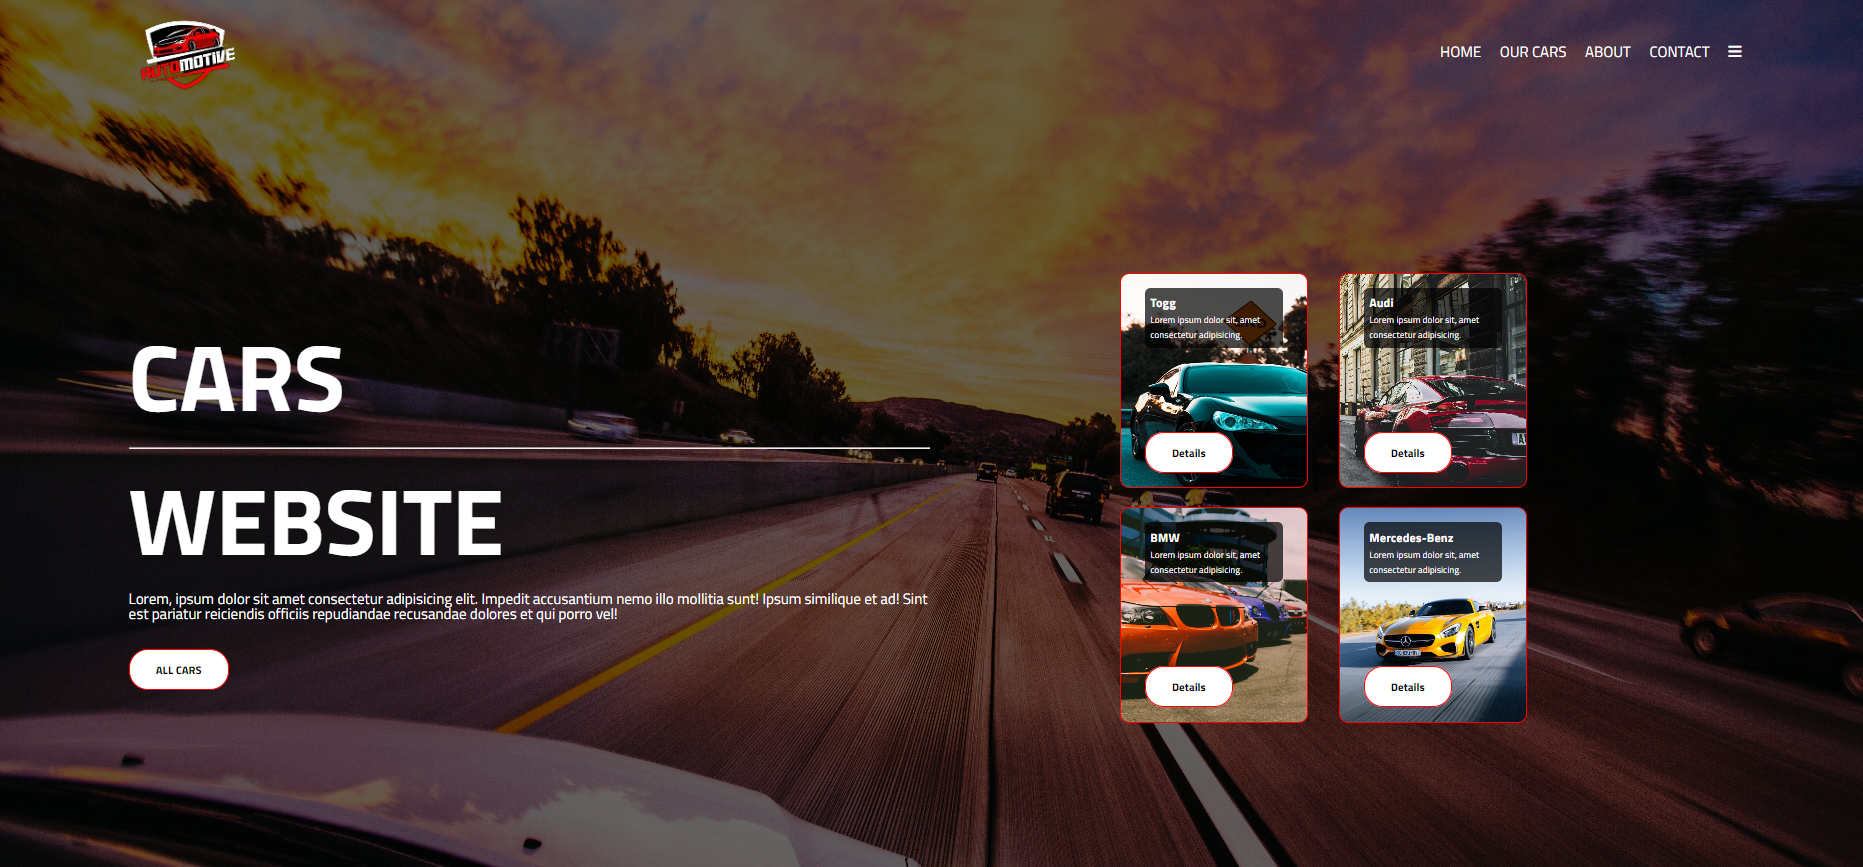 AUTOMOTIVE
HOME OUR CARS ABOUT CONTACT
CARS
WEBSITE
Lorem, ipsum dolor sit amet consectetur adipisicing elit. Impedit accusantium nemo illo mollitia sunt! Ipsum similique et ad! Sint
est pariatur reiciendis officiis repudiandae recusandae dolores et qui porro vel!
ALL CARS
Togg
Lorem ipsum dolor sit, amet
consectetur adipisicing.
Details
Audi
Lorem ipsum dolor sit, amet
consectetur adipisicing.
Details
BMW
Lorem ipsum dolor sit, amet
consectetur adipisicing.
Details
Mercedes-Benz
Lorem ipsum dolor sit, amet
consectetur adipisicing.
Details